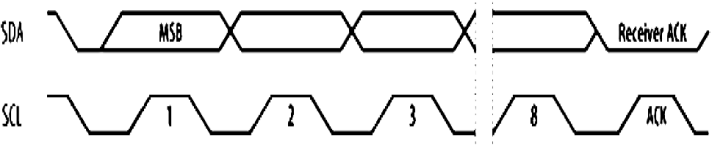 SDA MSB Receiver ACK
SCL 1 2 3 8 ACK